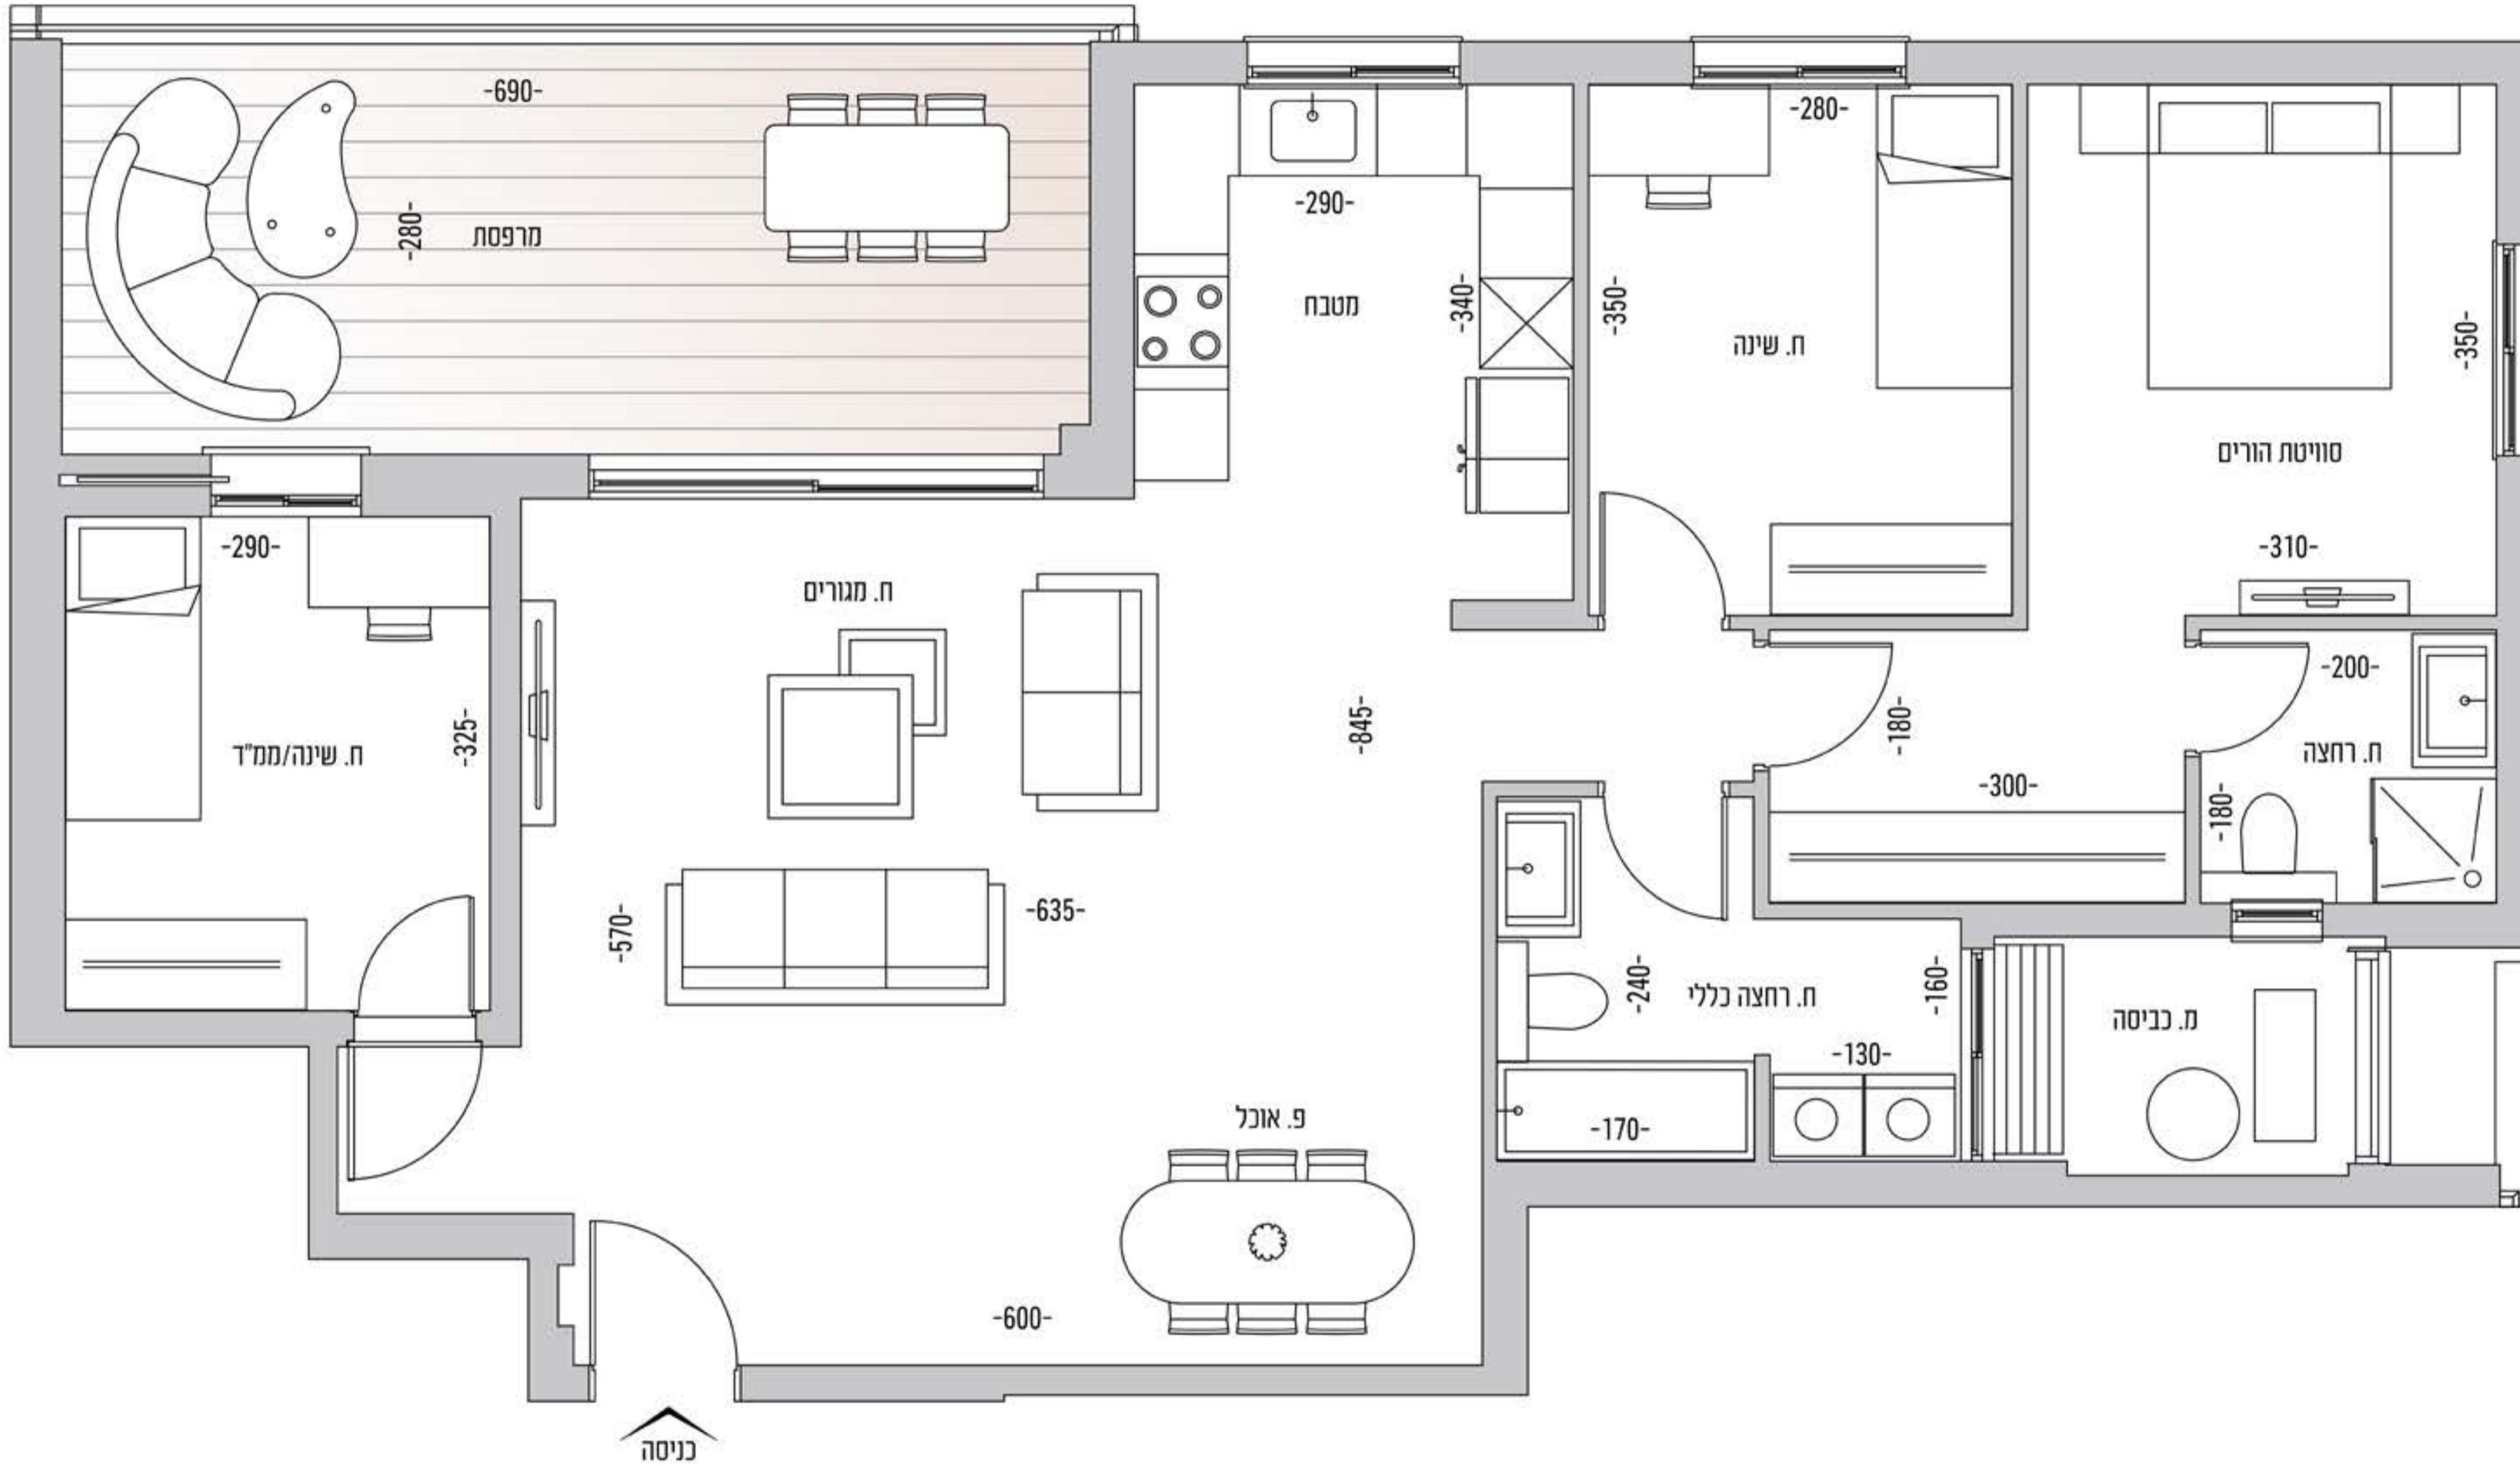 -690-
-280-
מרפסת
-290-
מטבח
-340-
-280-
-350-
ח. שינה
-350-
סוויטת הורים
-310-
-290-
ח. שינה/ממ"ד
-325-
ח. מגורים
-845-
-635-
-570-
-180-
-300-
-200-
ח. רחצה
-180-
-240-
ח. רחצה כללי
-160-
-130-
-170-
מ. כביסה
פ. אוכל
-600-
כניסה